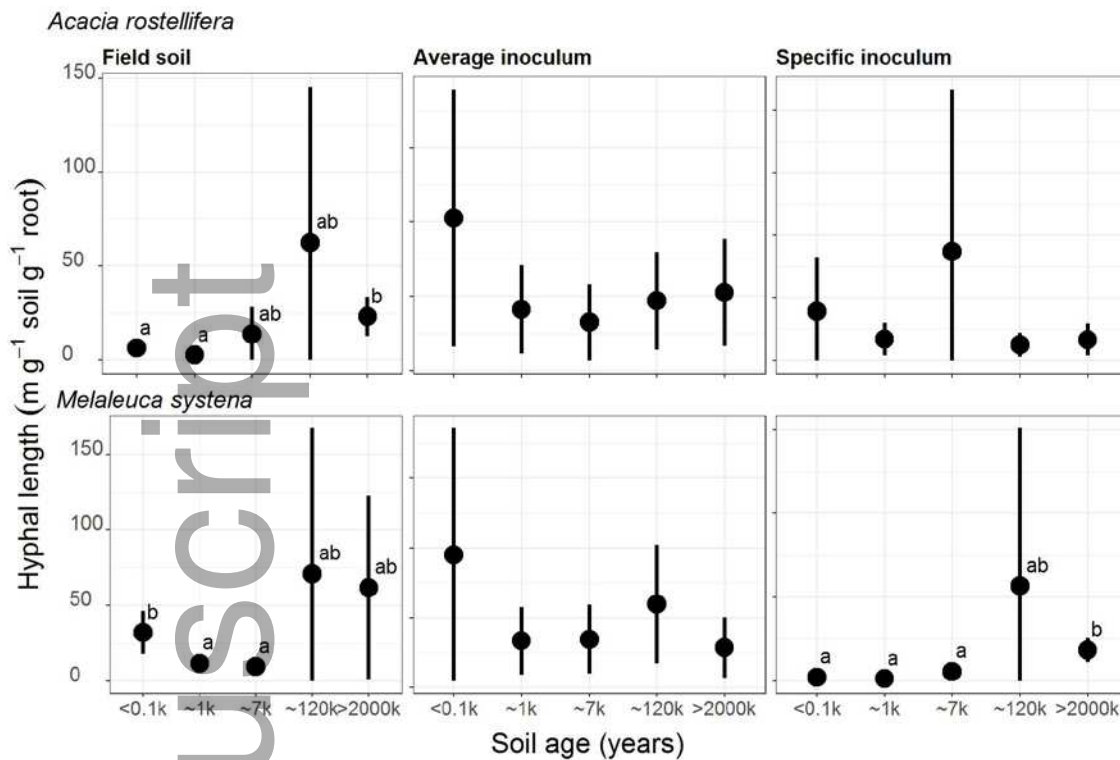 Acacia rostellifera
Field soil
Average inoculum
Specific inoculum
150
100
50
0
a
a
ab
ab
b
Melaleuca systena
150
100
50
0
b
a
a
ab
ab
a
a
a
ab
b
<0.1k ~1k ~7k ~120k >2000k
<0.1k ~1k ~7k ~120k >2000k
<0.1k ~1k ~7k ~120k >2000k
Hyphal length (m g⁻¹ soil g⁻¹ root)
Soil age (years)
uscript